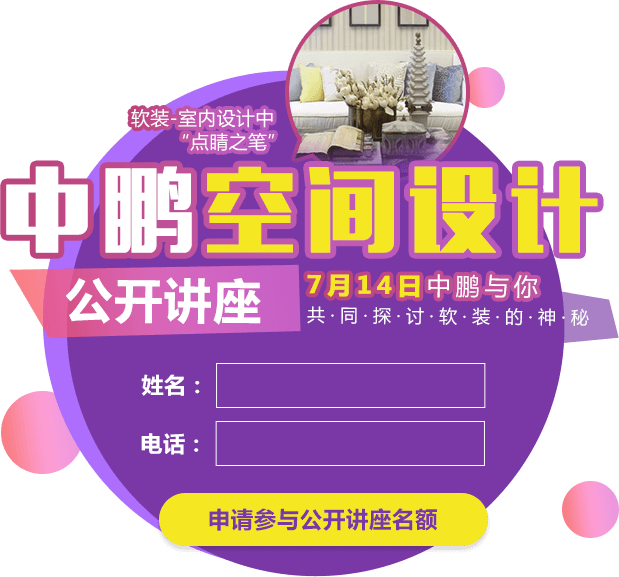 软装-室内设计中
“点睛之笔”
中鹏空间设计
公开讲座
7月14日中鹏与你
共·同·探·讨·软·装·的·神·秘
姓名：
电话：
申请参与公开讲座名额